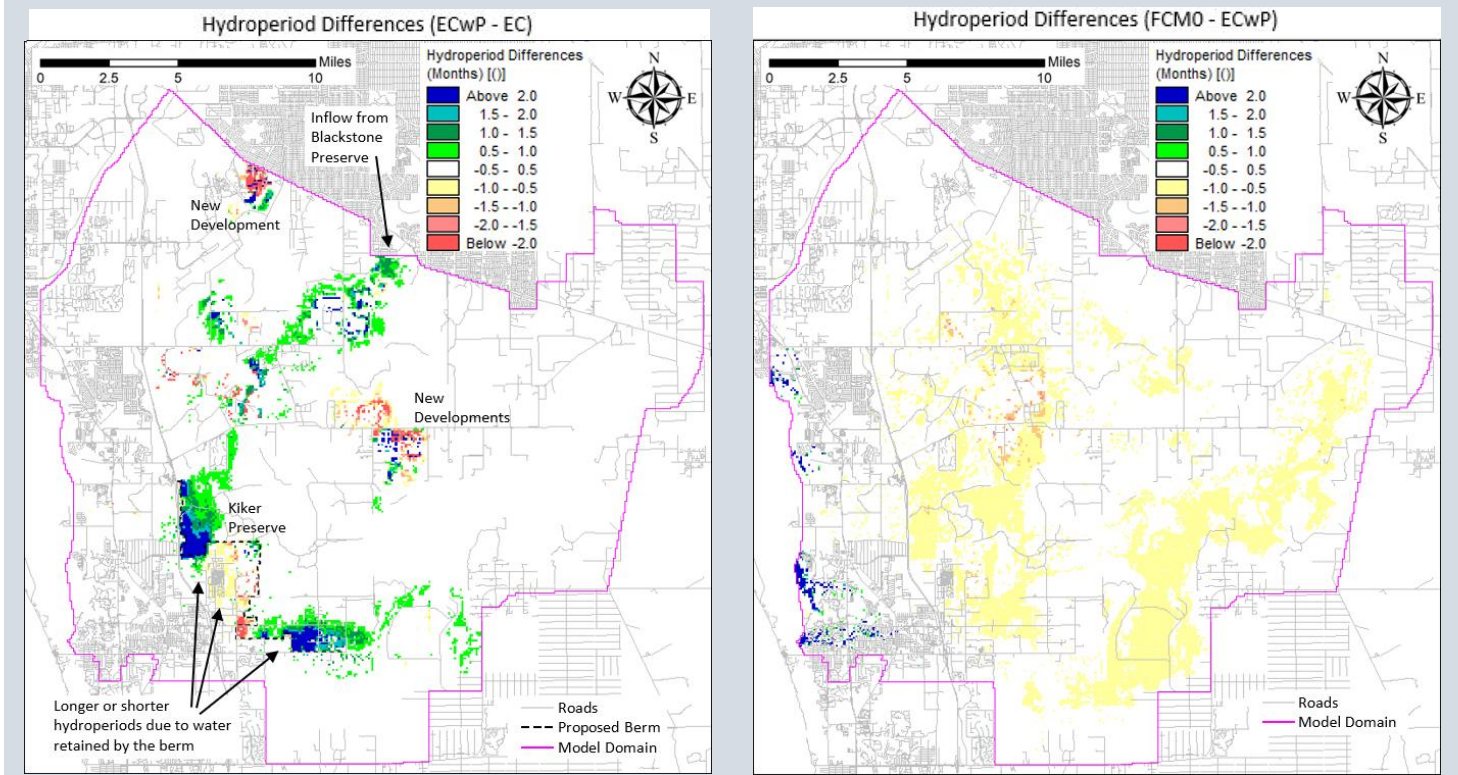 Hydroperiod Differences (ECwP - EC)
0 2.5 5 10 Miles
Hydroperiod Differences
(Months) [()]
Above 2.0
1.5 - 2.0
1.0 - 1.5
0.5 - 1.0
-0.5 - 0.5
-1.0 - -0.5
-1.5 - -1.0
-2.0 - -1.5
Below -2.0
N
W E
S
Inflow from
Blackstone
Preserve
New
Development
New
Developments
Kiker
Preserve
Longer or shorter
hydroperiods due to water
retained by the berm
Roads
Proposed Berm
Model Domain
Hydroperiod Differences (FCM0 - ECwP)
0 2.5 5 10 Miles
Hydroperiod Differences
(Months) [()]
Above 2.0
1.5 - 2.0
1.0 - 1.5
0.5 - 1.0
-0.5 - 0.5
-1.0 - -0.5
-1.5 - -1.0
-2.0 - -1.5
Below -2.0
N
W E
S
Roads
Model Domain